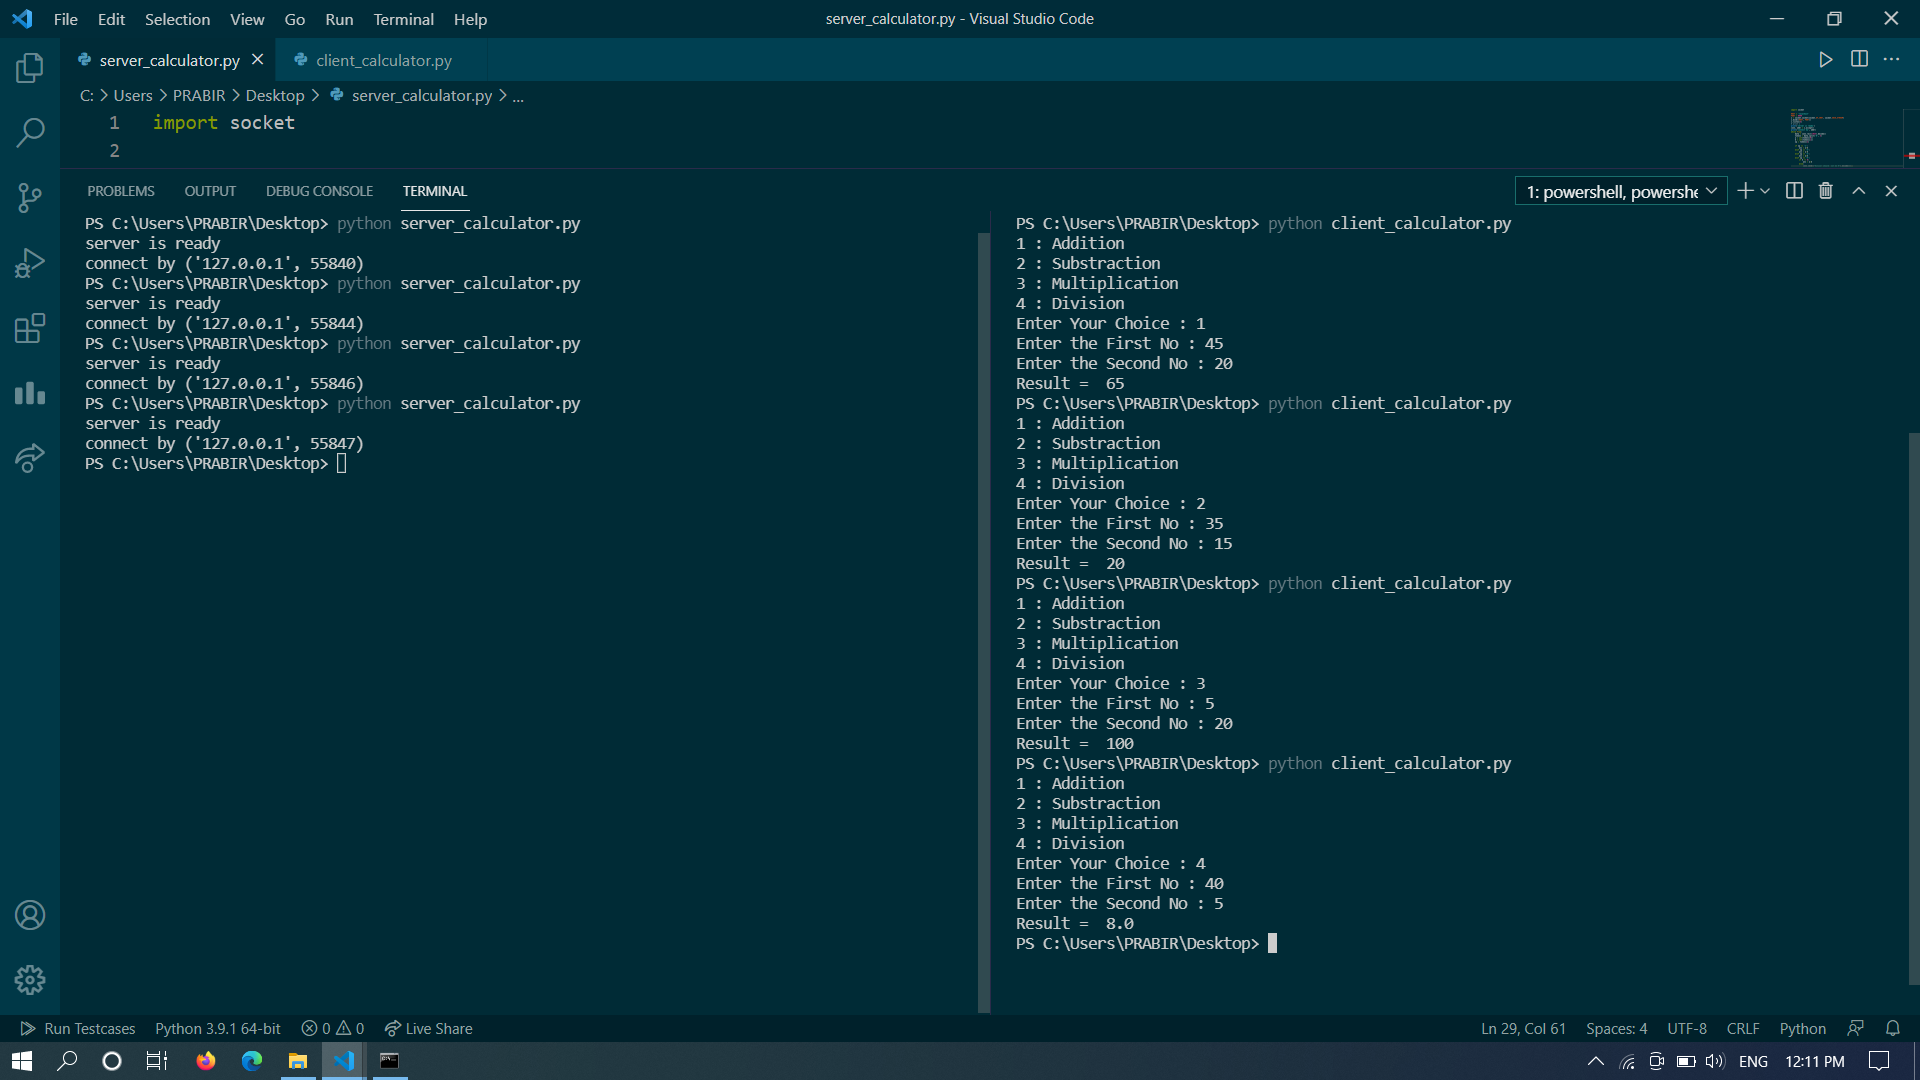 File Edit Selection View Go Run Terminal Help
server_calculator.py - Visual Studio Code
server_calculator.py
client_calculator.py
C: > Users > PRABIR > Desktop > server_calculator.py > ...
1 import socket
2
PROBLEMS OUTPUT DEBUG CONSOLE TERMINAL
1: powershell, powershe
PS C:\Users\PRABIR\Desktop> python server_calculator.py
server is ready
connect by ('127.0.0.1', 55840)
PS C:\Users\PRABIR\Desktop> python server_calculator.py
server is ready
connect by ('127.0.0.1', 55844)
PS C:\Users\PRABIR\Desktop> python server_calculator.py
server is ready
connect by ('127.0.0.1', 55846)
PS C:\Users\PRABIR\Desktop> python server_calculator.py
server is ready
connect by ('127.0.0.1', 55847)
PS C:\Users\PRABIR\Desktop>
PS C:\Users\PRABIR\Desktop> python client_calculator.py
1 : Addition
2 : Substraction
3 : Multiplication
4 : Division
Enter Your Choice : 1
Enter the First No : 45
Enter the Second No : 20
Result =  65
PS C:\Users\PRABIR\Desktop> python client_calculator.py
1 : Addition
2 : Substraction
3 : Multiplication
4 : Division
Enter Your Choice : 2
Enter the First No : 35
Enter the Second No : 15
Result =  20
PS C:\Users\PRABIR\Desktop> python client_calculator.py
1 : Addition
2 : Substraction
3 : Multiplication
4 : Division
Enter Your Choice : 3
Enter the First No : 5
Enter the Second No : 20
Result =  100
PS C:\Users\PRABIR\Desktop> python client_calculator.py
1 : Addition
2 : Substraction
3 : Multiplication
4 : Division
Enter Your Choice : 4
Enter the First No : 40
Enter the Second No : 5
Result =  8.0
PS C:\Users\PRABIR\Desktop>
Run Testcases Python 3.9.1 64-bit 0 0 Live Share
Ln 29, Col 61 Spaces: 4 UTF-8 CRLF Python
ENG 12:11 PM